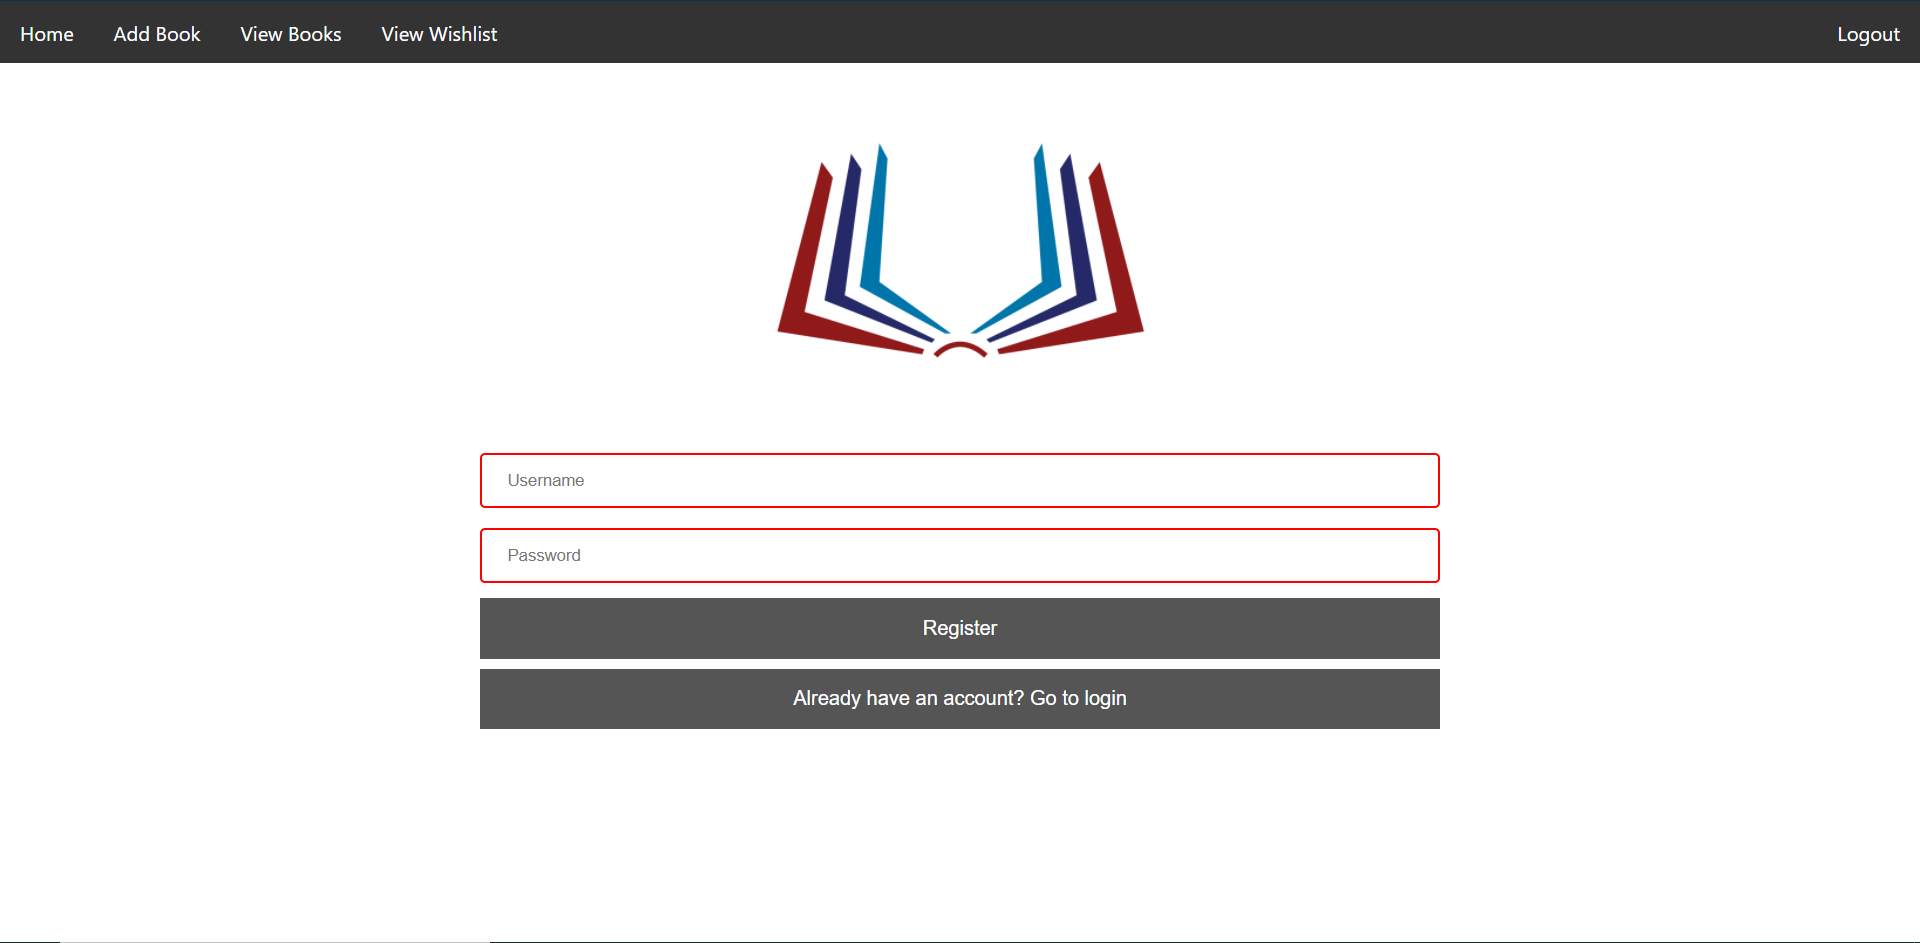 Home Add Book View Books View Wishlist Logout
Username
Password
Register
Already have an account? Go to login